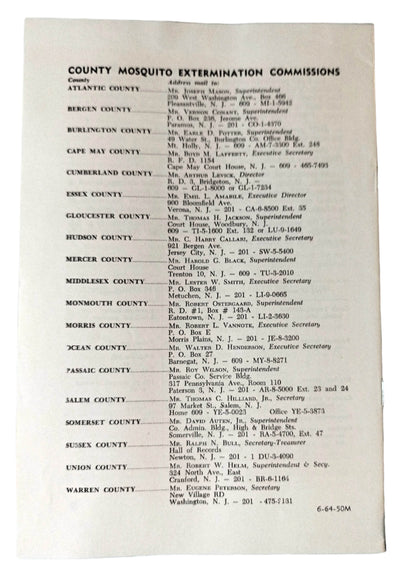 COUNTY MOSQUITO EXTERMINATION COMMISSIONS
County Address mail to:
ATLANTIC COUNTY Mr. Joseph Mason, Superintendent
200 West Washington Ave., Box 466
Pleasantville, N. J. - 609 - MI-1-5942
BERGEN COUNTY Mr. Vernon Conant, Superintendent
P. O. Box 238, Jerome Ave.
Paramus, N. J. - 201 - CO-1-4370
BURLINGTON COUNTY Mr. Earle D. Potter, Superintendent
49 Water St., Burlington Co. Office Bldg.
Mt. Holly, N. J. - 609 - AM-7-3300 Ext. 248
CAPE MAY COUNTY Mr. Boyd M. Lafferty, Executive Secretary
R. F. D. 1154
Cape May Court House, N. J. - 609 - 465-7493
CUMBERLAND COUNTY Mr. Arthur Levick, Director
R. D. 3, Bridgeton, N. J. -
609 - GL-1-8000 or GL-1-7234
ESSEX COUNTY Mr. Emil L. Amabile, Executive Director
900 Bloomfield Ave.
Verona, N. J. - 201 - CA-6-8500 Ext. 35
GLOUCESTER COUNTY Mr. Thomas H. Jackson, Superintendent
Court House, Woodbury, N. J.
609 - TI-5-1600 Ext. 132 or LU-9-1649
HUDSON COUNTY Mr. C. Harry Callari, Executive Secretary
921 Bergen Ave.
Jersey City, N. J. - 201 - SW-5-5400
MERCER COUNTY Mr. Harold G. Black, Superintendent
Court House
Trenton 10, N. J. - 609 - TU-3-2010
MIDDLESEX COUNTY Mr. Lester W. Smith, Executive Secretary
P. O. Box 346
Metuchen, N. J. - 201 - LI-9-0665
MONMOUTH COUNTY Mr. Robert Ostergaard, Superintendent
R. D. #1, Box # 143-A
Eatontown, N. J. - 201 - LI-2-3630
MORRIS COUNTY Mr. Robert L. Vannote, Executive Secretary
P. O. Box E
Morris Plains, N. J. - 201 - JE-8-3200
OCEAN COUNTY Mr. Walter D. Henderson, Executive Secretary
P. O. Box 27
Barnegat, N. J. - 609 - MY-8-8271
PASSAIC COUNTY Mr. Roy Wilson, Superintendent
Passaic Co. Service Bldg.
317 Pennsylvania Ave., Room 110
Paterson 3, N. J. - 201 - AR-8-5000 Ext. 23 and 24
SALEM COUNTY Mr. Thomas C. Hilliard, Jr., Secretary
97 Market St., Salem, N. J.
Home 609 - YE-5-0023 Office YE-5-3873
SOMERSET COUNTY Mr. David Auten, Jr., Superintendent
Co. Admin. Bldg., High & Bridge Sts.
Somerville, N. J. - 201 - RA-5-4700, Ext. 47
SUSSEX COUNTY Mr. Ralph N. Bull, Secretary-Treasurer
Hall of Records
Newton, N. J. - 201 - 1 DU-3-4090
UNION COUNTY Mr. Robert W. Helm, Superintendent & Secy.
324 North Ave., East
Cranford, N. J. - 201 - BR-6-1164
WARREN COUNTY Mr. Eugene Peterson, Secretary
New Village RD
Washington, N. J. - 201 - 475-
6-64-50M